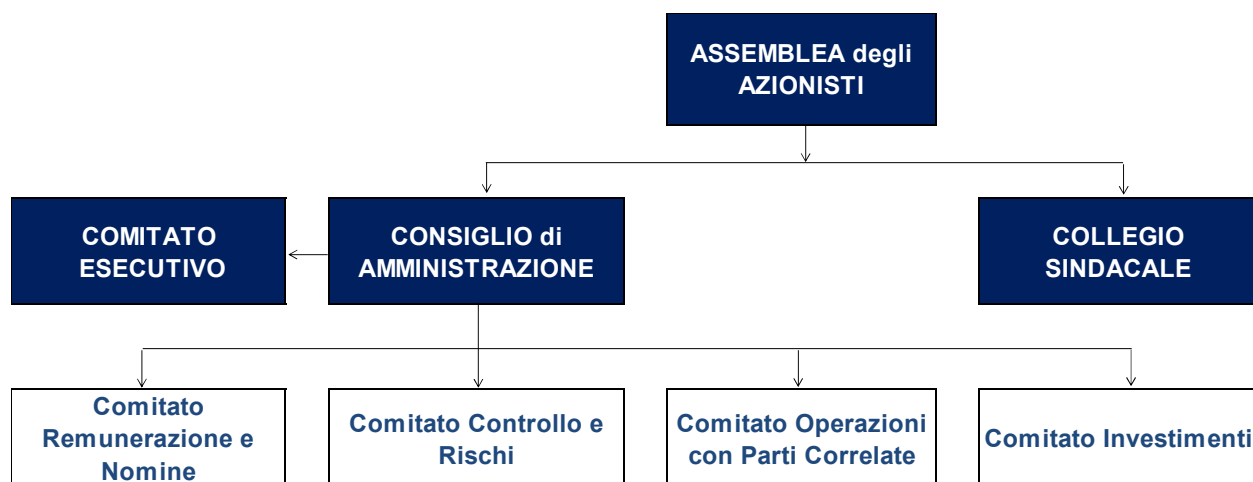 ASSEMBLEA degli
AZIONISTI
COMITATO
ESECUTIVO
CONSIGLIO di
AMMINISTRAZIONE
COLLEGIO
SINDACALE
Comitato
Remunerazione e
Nomine
Comitato Controllo e
Rischi
Comitato Operazioni
con Parti Correlate
Comitato Investimenti